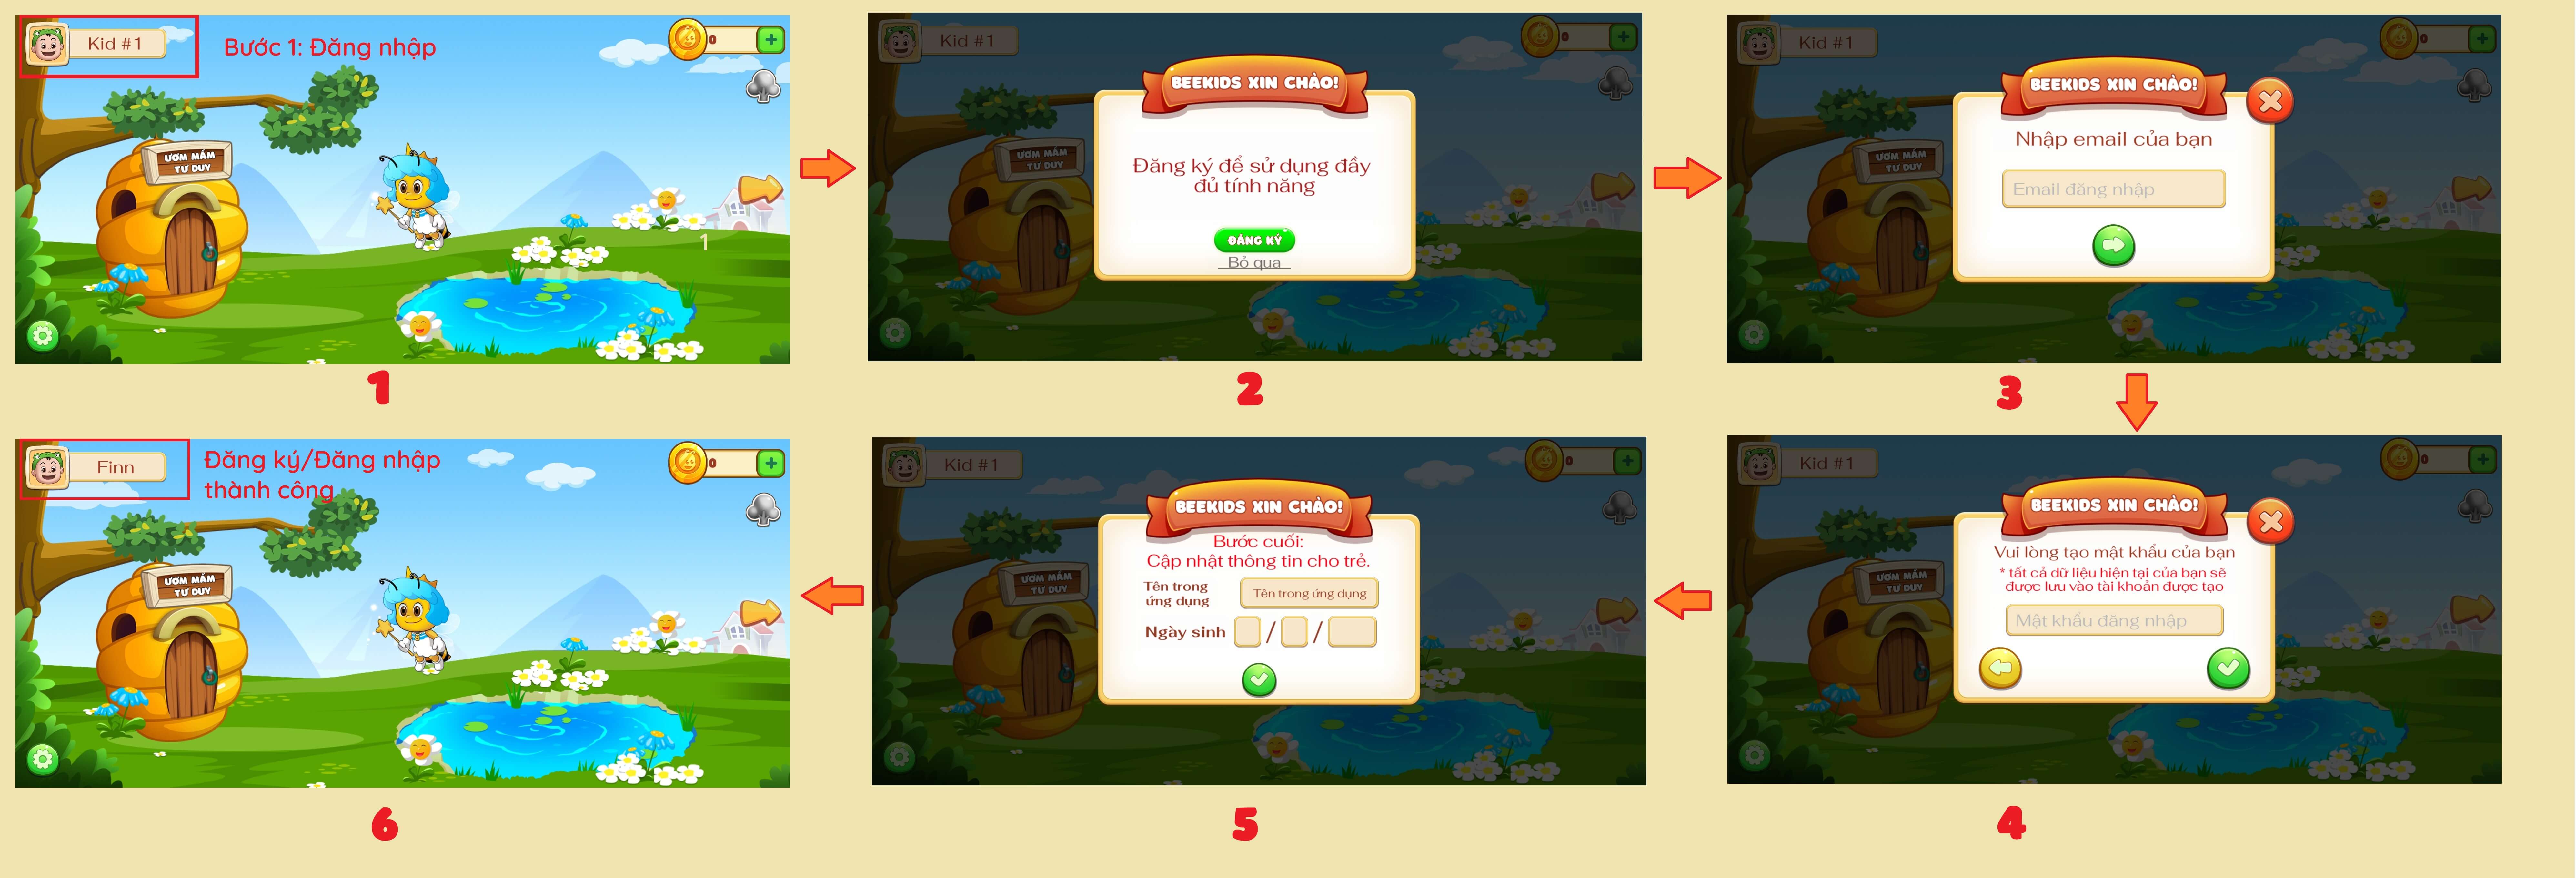 Kid #1
Bước 1: Đăng nhập
0
ƯƠM MẦM
TƯ DUY
1
1
Kid #1
0
BEEKIDS XIN CHÀO!
ƯƠM MẦM
TƯ DUY
Đăng ký để sử dụng đầy
đủ tính năng
ĐĂNG KÝ
Bỏ qua
2
Kid #1
0
BEEKIDS XIN CHÀO!
ƯƠM MẦM
TƯ DUY
Nhập email của bạn
Email đăng nhập
3
Kid #1
0
BEEKIDS XIN CHÀO!
ƯƠM MẦM
TƯ DUY
Vui lòng tạo mật khẩu của bạn
* tất cả dữ liệu hiện tại của bạn sẽ
được lưu vào tài khoản được tạo
Mật khẩu đăng nhập
4
Kid #1
0
BEEKIDS XIN CHÀO!
ƯƠM MẦM
TƯ DUY
Bước cuối:
Cập nhật thông tin cho trẻ.
Tên trong
ứng dụng
Tên trong ứng dụng
Ngày sinh / /
5
Finn
Đăng ký/Đăng nhập
thành công
0
ƯƠM MẦM
TƯ DUY
6